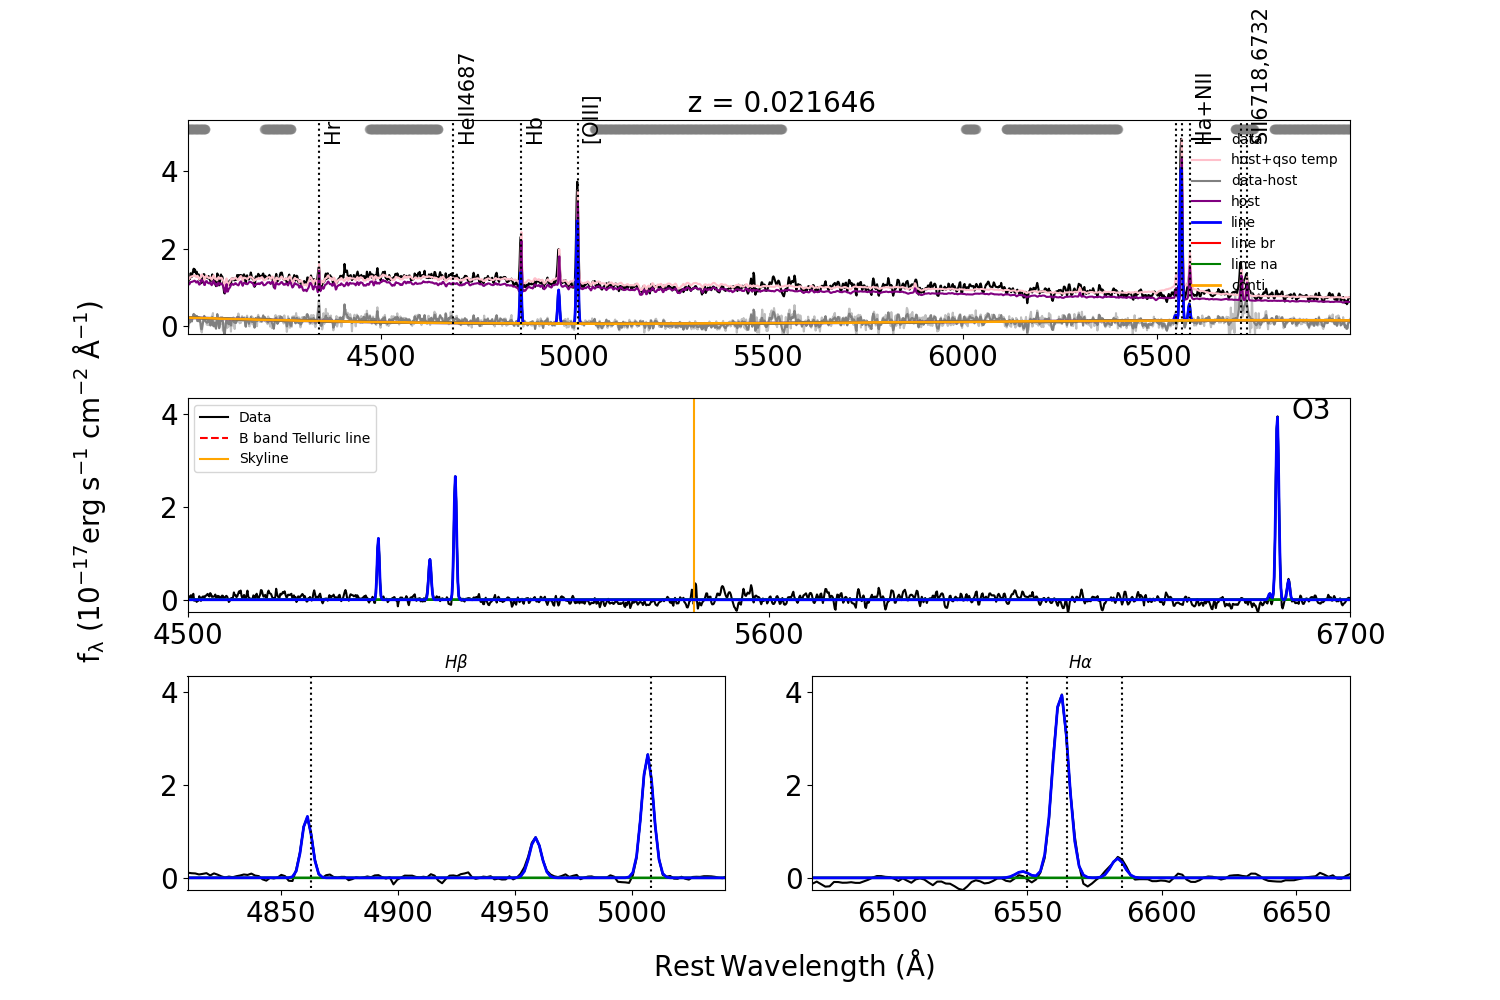 z = 0.021646
Hr
HeII4687
Hb
[OIII]
Ha+NII
SII6718,6732
data
host+qso temp
data-host
host
line
line br
line na
conti
4
2
0
4500
5000
5500
6000
6500
Data
B band Telluric line
Skyline
O3
4
2
0
4500
5600
6700
fλ (10⁻¹⁷erg s⁻¹ cm⁻² Å⁻¹)
Hβ
4
2
0
4850
4900
4950
5000
Hα
4
2
0
6500
6550
6600
6650
Rest Wavelength (Å)